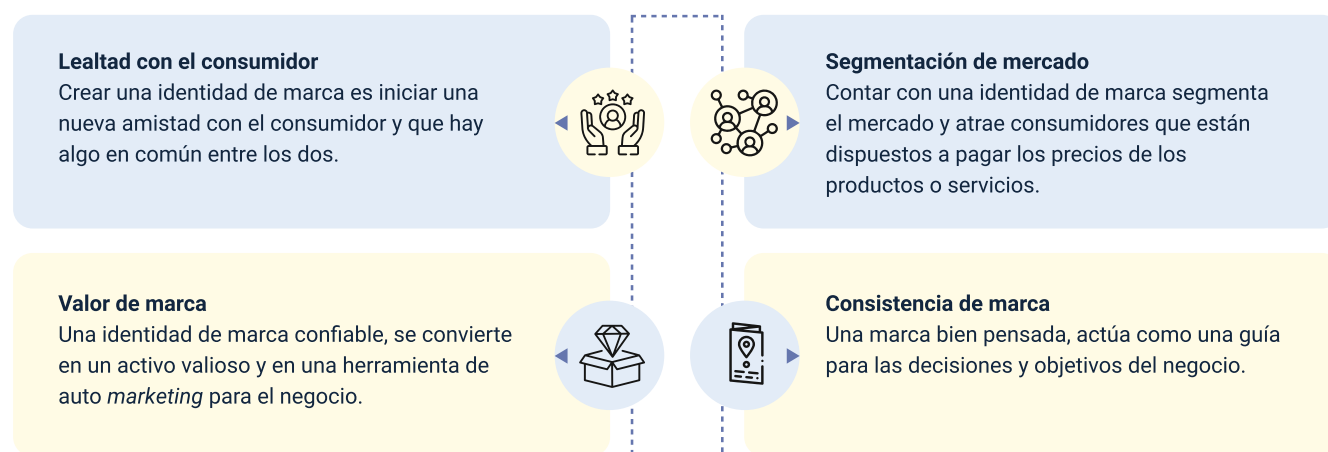 Lealtad con el consumidor
Crear una identidad de marca es iniciar una
nueva amistad con el consumidor y que hay
algo en común entre los dos.
Segmentación de mercado
Contar con una identidad de marca segmenta
el mercado y atrae consumidores que están
dispuestos a pagar los precios de los
productos o servicios.
Valor de marca
Una identidad de marca confiable, se convierte
en un activo valioso y en una herramienta de
auto marketing para el negocio.
Consistencia de marca
Una marca bien pensada, actúa como una guía
para las decisiones y objetivos del negocio.